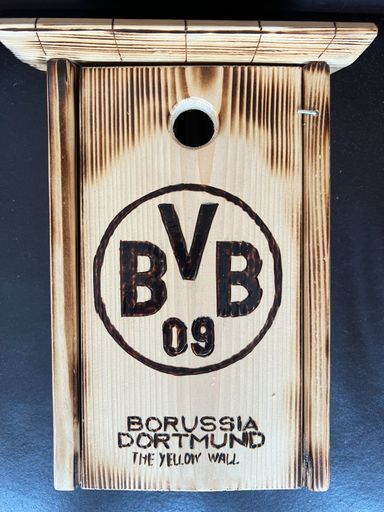 BVB
09
BORUSSIA
DORTMUND
THE YELLOW WALL